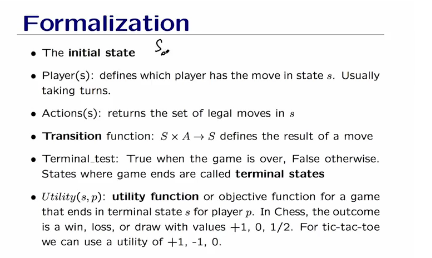 Formalization
• The initial state S₀
• Player(s): defines which player has the move in state s. Usually
taking turns.
• Actions(s): returns the set of legal moves in s
• Transition function: S × A → S defines the result of a move
• Terminal_test: True when the game is over, False otherwise.
States where game ends are called terminal states
• Utility(s, p): utility function or objective function for a game
that ends in terminal state s for player p. In Chess, the outcome
is a win, loss, or draw with values +1, 0, 1/2. For tic-tac-toe
we can use a utility of +1, -1, 0.